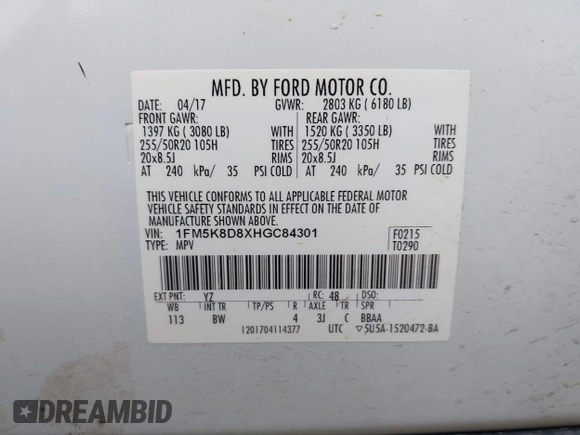 MFD. BY FORD MOTOR CO.
DATE: 04/17 GVWR: 2803 KG ( 6180 LB)
FRONT GAWR: REAR GAWR:
1397 KG ( 3080 LB) WITH 1520 KG ( 3350 LB) WITH
255/50R20 105H TIRES 255/50R20 105H TIRES
20x8.5J RIMS 20x8.5J RIMS
AT 240 kPa/ 35 PSI COLD AT 240 kPa/ 35 PSI COLD
THIS VEHICLE CONFORMS TO ALL APPLICABLE FEDERAL MOTOR
VEHICLE SAFETY STANDARDS IN EFFECT ON THE DATE OF
MANUFACTURE SHOWN ABOVE.
VIN: 1FM5K8D8XHGC84301 F0215
TYPE: MPV T0290
EXT PNT: YZ RC: 48 DSO:
WB INT TR TP/PS R AXLE TR SPR
113 BW 4 3J C BBAA
1201704114377 UTC ▽5U5A-1520472-BA
DREAMBID